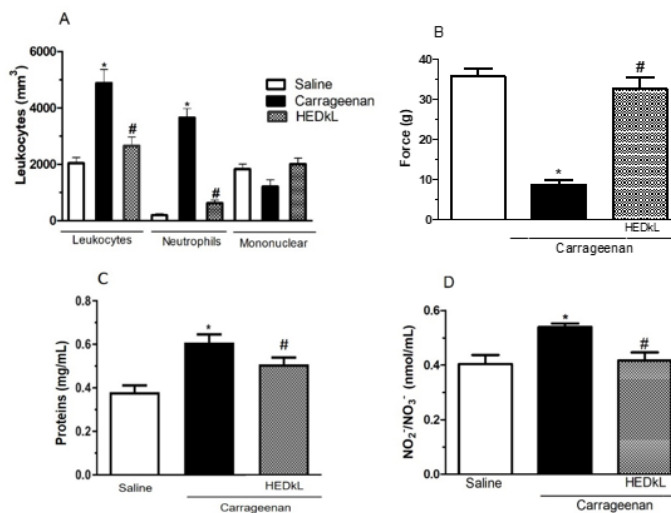 A
6000
4000
2000
0
Leukocytes (mm³)
*
#
*
#
Saline
Carrageenan
HEDkL
Leukocytes Neutrophils Mononuclear
B
40
30
20
10
0
Force (g)
*
#
HEDkL
Carrageenan
C
0.8
0.6
0.4
0.2
0.0
Proteins (mg/mL)
*
#
Saline HEDkL
Carrageenan
D
0.6
0.4
0.2
0.0
NO₂⁻/NO₃⁻ (nmol/mL)
*
#
Saline HEDkL
Carrageenan